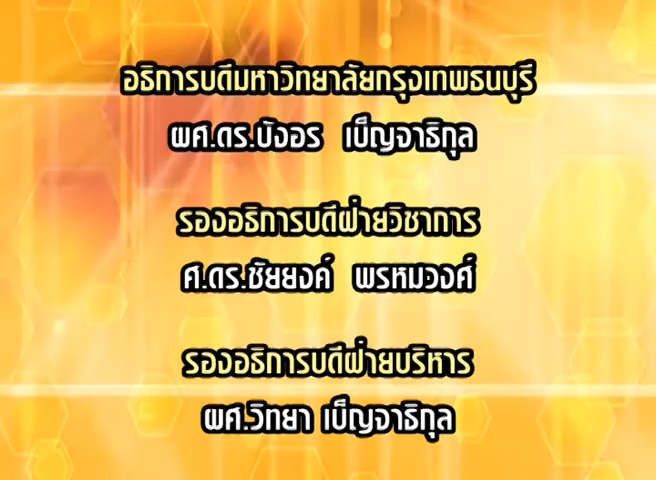 อธิการบดีมหาวิทยาลัยกรุงเทพธนบุรี
ผศ.ดร.บังอร เบ็ญจาธิกุล
รองอธิการบดีฝ่ายวิชาการ
ศ.ดร.ชัยยงค์ พรหมวงศ์
รองอธิการบดีฝ่ายบริหาร
ผศ.วิทยา เบ็ญจาธิกุล